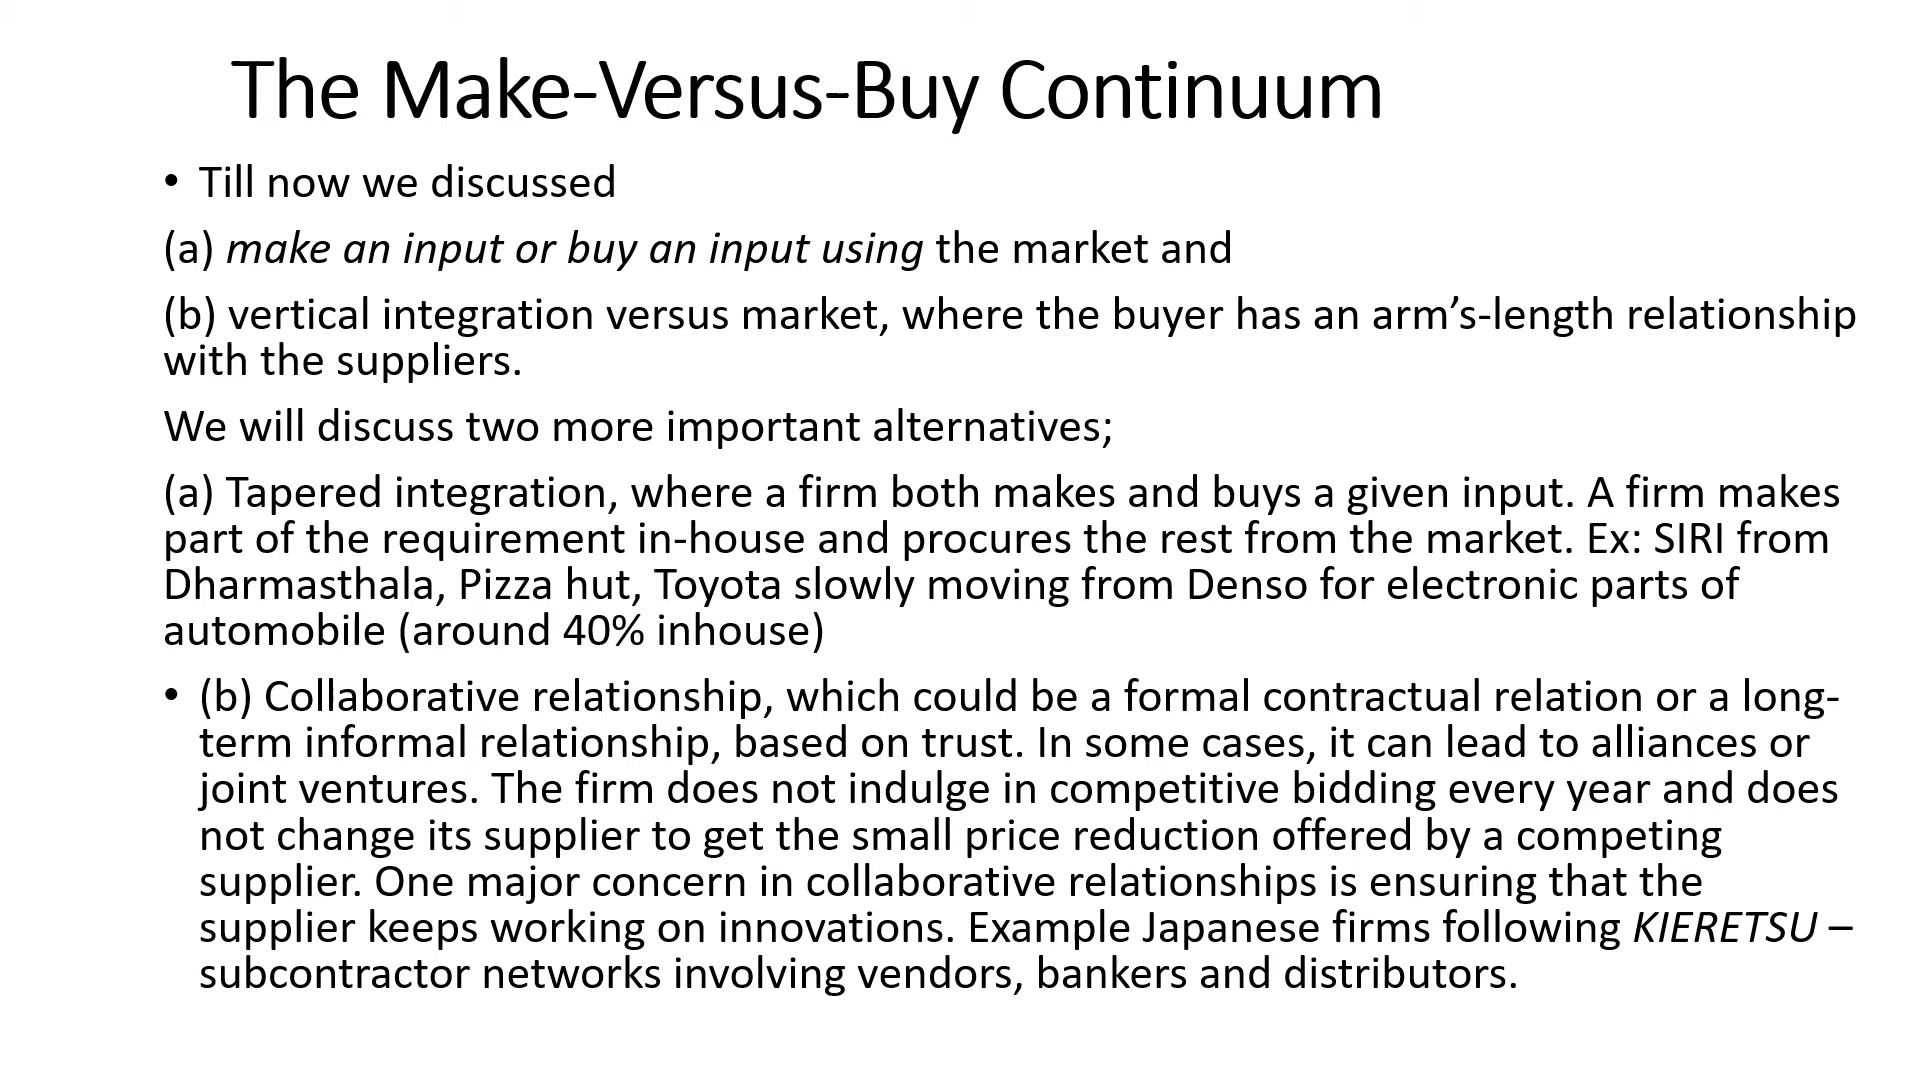 The Make-Versus-Buy Continuum
• Till now we discussed
(a) make an input or buy an input using the market and
(b) vertical integration versus market, where the buyer has an arm’s-length relationship
with the suppliers.
We will discuss two more important alternatives;
(a) Tapered integration, where a firm both makes and buys a given input. A firm makes
part of the requirement in-house and procures the rest from the market. Ex: SIRI from
Dharmasthala, Pizza hut, Toyota slowly moving from Denso for electronic parts of
automobile (around 40% inhouse)
• (b) Collaborative relationship, which could be a formal contractual relation or a long-
term informal relationship, based on trust. In some cases, it can lead to alliances or
joint ventures. The firm does not indulge in competitive bidding every year and does
not change its supplier to get the small price reduction offered by a competing
supplier. One major concern in collaborative relationships is ensuring that the
supplier keeps working on innovations. Example Japanese firms following KIERETSU –
subcontractor networks involving vendors, bankers and distributors.